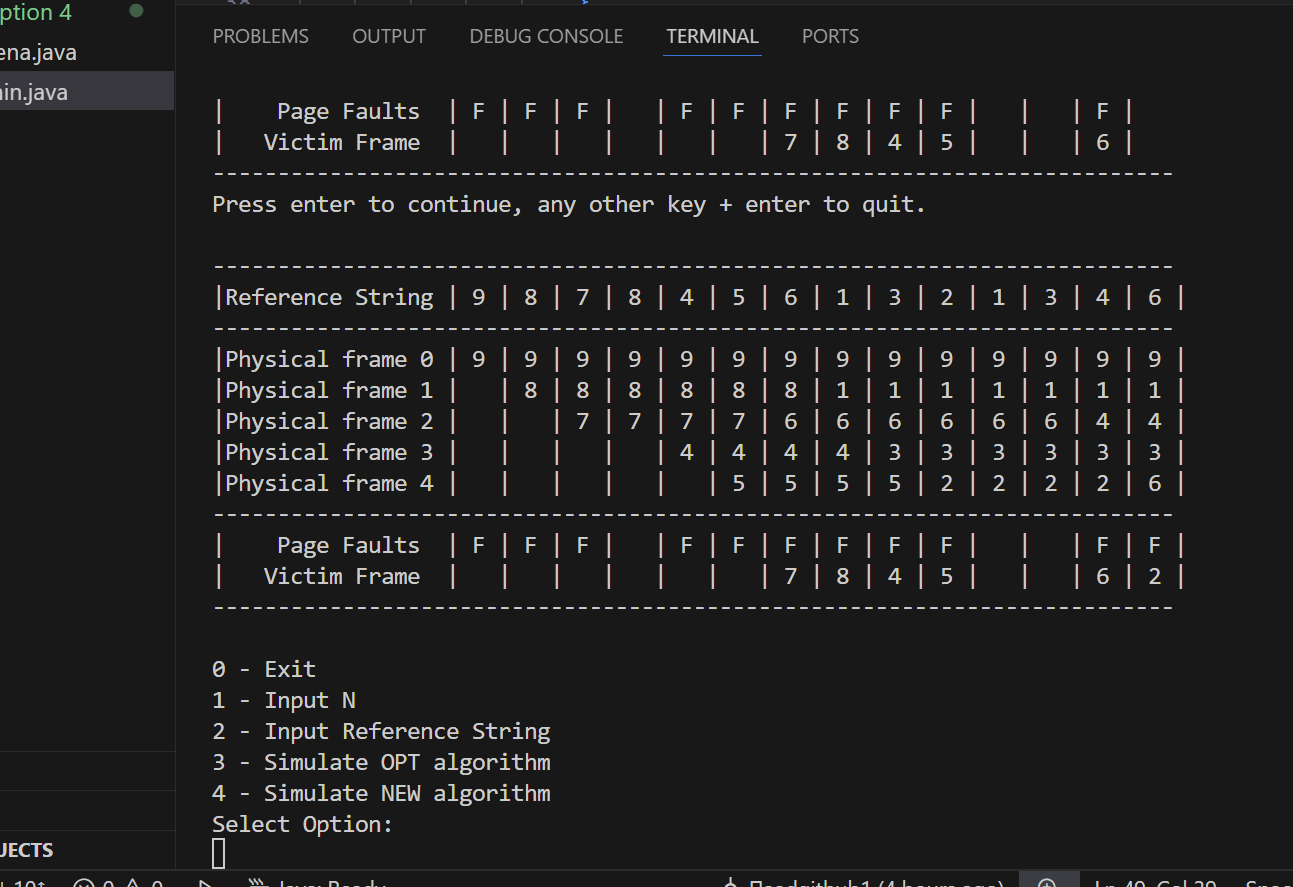 ption 4
ena.java
in.java
PROBLEMS OUTPUT DEBUG CONSOLE TERMINAL PORTS
|    Page Faults  | F | F | F |   | F | F | F | F | F | F |   |   | F |
|   Victim Frame  |   |   |   |   |   |   | 7 | 8 | 4 | 5 |   |   | 6 |
--------------------------------------------------------------------------
Press enter to continue, any other key + enter to quit.
--------------------------------------------------------------------------
|Reference String | 9 | 8 | 7 | 8 | 4 | 5 | 6 | 1 | 3 | 2 | 1 | 3 | 4 | 6 |
--------------------------------------------------------------------------
|Physical frame 0 | 9 | 9 | 9 | 9 | 9 | 9 | 9 | 9 | 9 | 9 | 9 | 9 | 9 | 9 |
|Physical frame 1 |   | 8 | 8 | 8 | 8 | 8 | 8 | 1 | 1 | 1 | 1 | 1 | 1 | 1 |
|Physical frame 2 |   |   | 7 | 7 | 7 | 7 | 6 | 6 | 6 | 6 | 6 | 6 | 4 | 4 |
|Physical frame 3 |   |   |   |   | 4 | 4 | 4 | 4 | 3 | 3 | 3 | 3 | 3 | 3 |
|Physical frame 4 |   |   |   |   |   | 5 | 5 | 5 | 5 | 2 | 2 | 2 | 2 | 6 |
--------------------------------------------------------------------------
|    Page Faults  | F | F | F |   | F | F | F | F | F | F |   |   | F | F |
|   Victim Frame  |   |   |   |   |   |   | 7 | 8 | 4 | 5 |   |   | 6 | 2 |
--------------------------------------------------------------------------
0 - Exit
1 - Input N
2 - Input Reference String
3 - Simulate OPT algorithm
4 - Simulate NEW algorithm
Select Option:
JECTS
Java: Ready (4 hours ago) Ln 49, Col 20